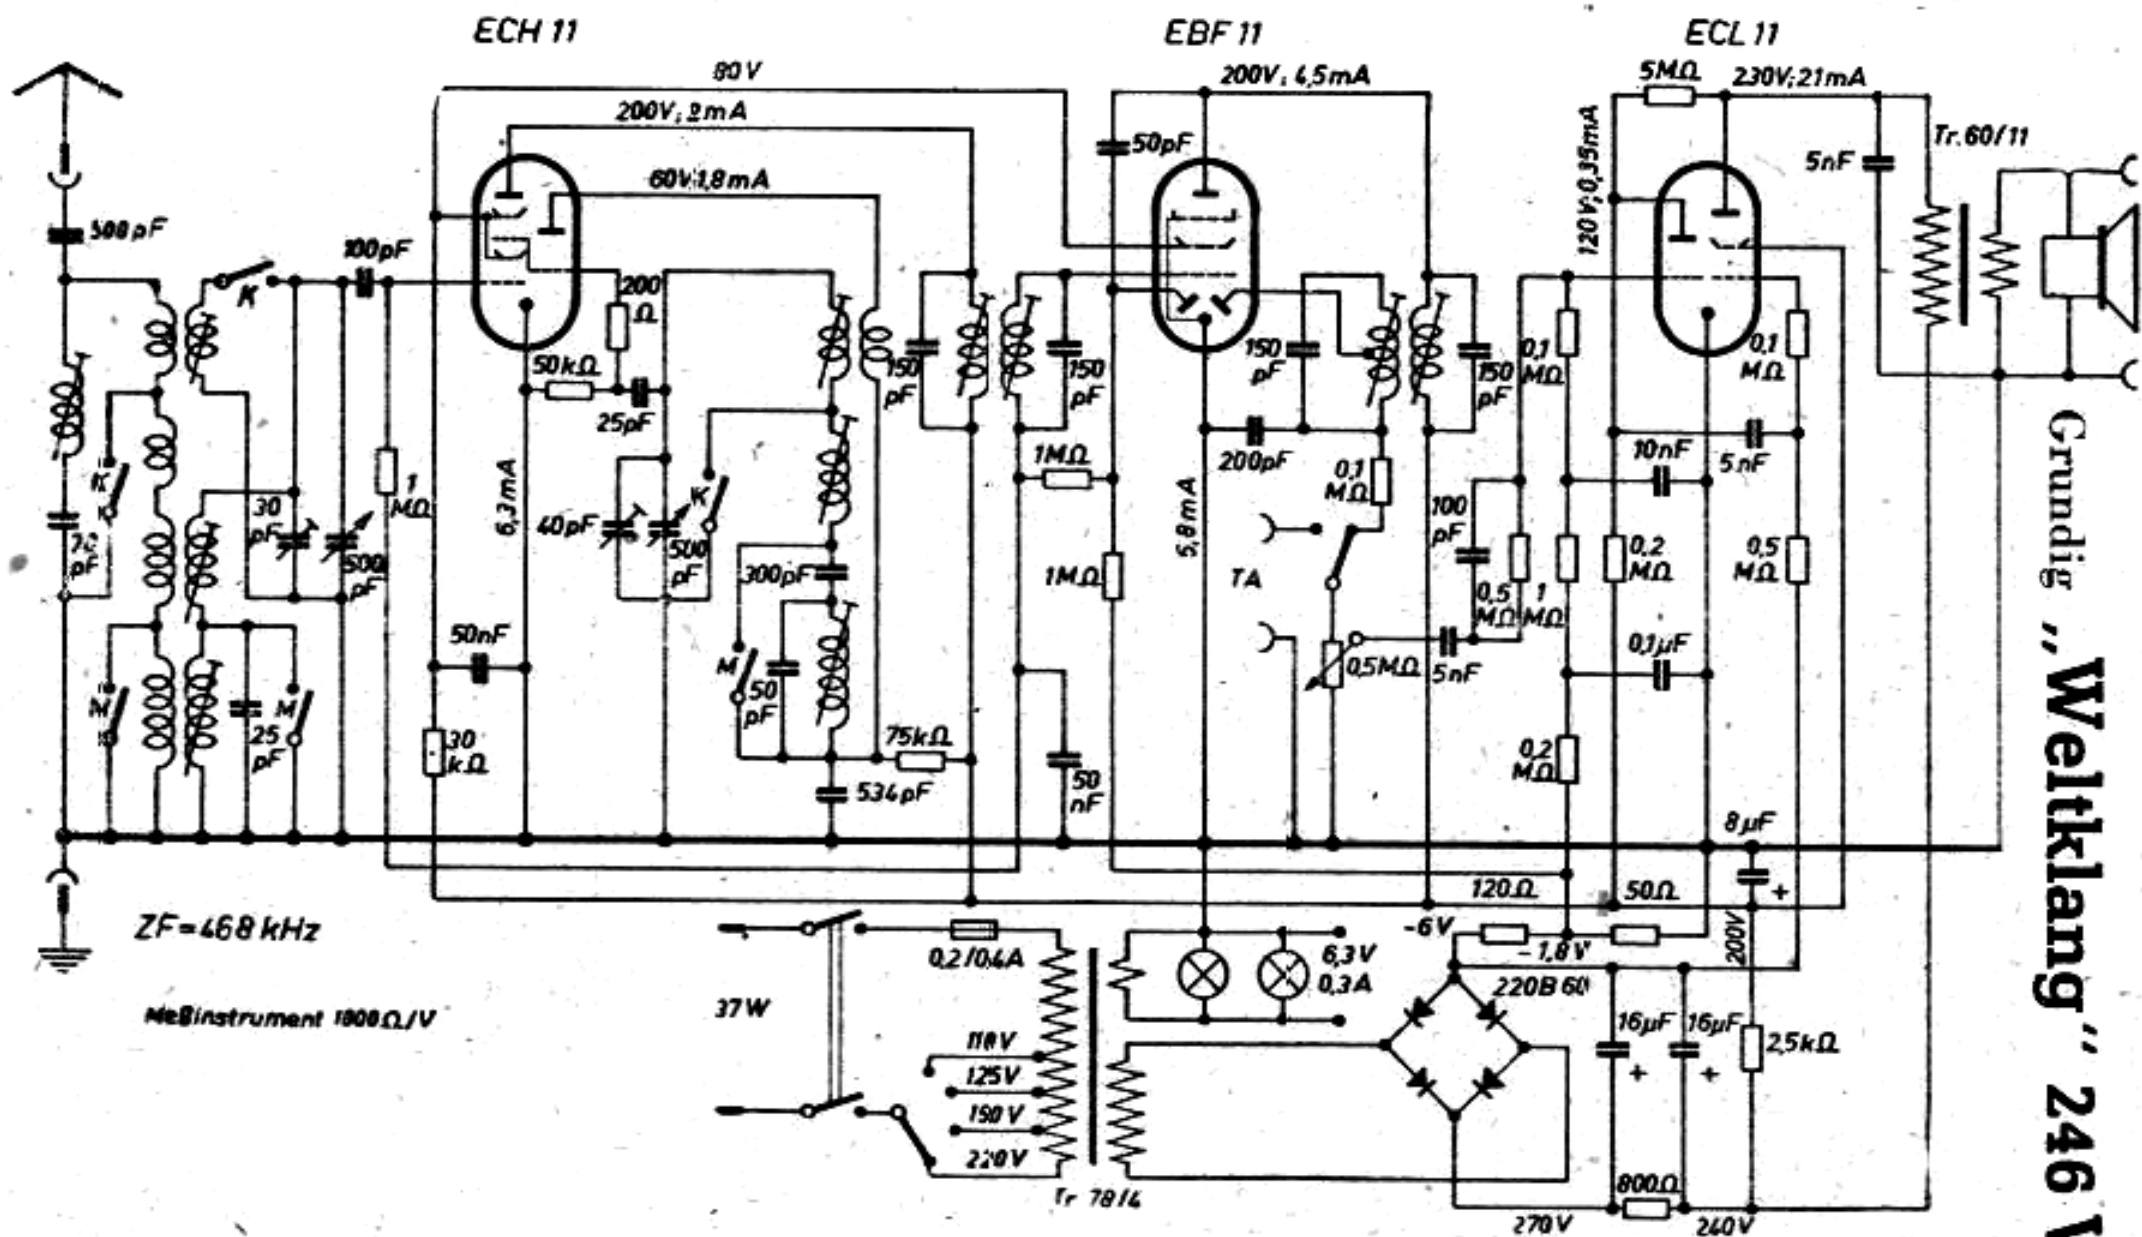 ECH 11
EBF 11
ECL 11
80 V
200V; 4,5mA
5MΩ
230V; 21mA
200V; 2mA
120V; 0,35mA
Tr. 60/11
50pF
5nF
60V 1,8mA
500pF
100pF
200
Ω
50kΩ
25pF
150
pF
150
pF
150
pF
150
pF
0,1
MΩ
0,1
MΩ
1MΩ
200pF
0,1
MΩ
10nF
5nF
30
pF
1
MΩ
6,3mA
40pF
K
500
pF
5,8mA
100
pF
K
K
500
pF
300pF
1MΩ
TA
0,5
MΩ
1
MΩ
0,2
MΩ
0,5
MΩ
50nF
M
50
pF
0,5MΩ
5nF
0,1µF
M
25
pF
M
30
kΩ
75kΩ
534pF
50
nF
0,2
MΩ
8µF
+
120Ω
50Ω
ZF=468 kHz
-6V
-1,8V
200V
0,2/0,4A
6,3V
0,3A
220B 60
37W
Meßinstrument 1000Ω/V
110V
125V
150V
220V
16µF
+
16µF
+
2,5kΩ
Tr 78/4
800Ω
270V
240V
Grundig „Weltklang" 246